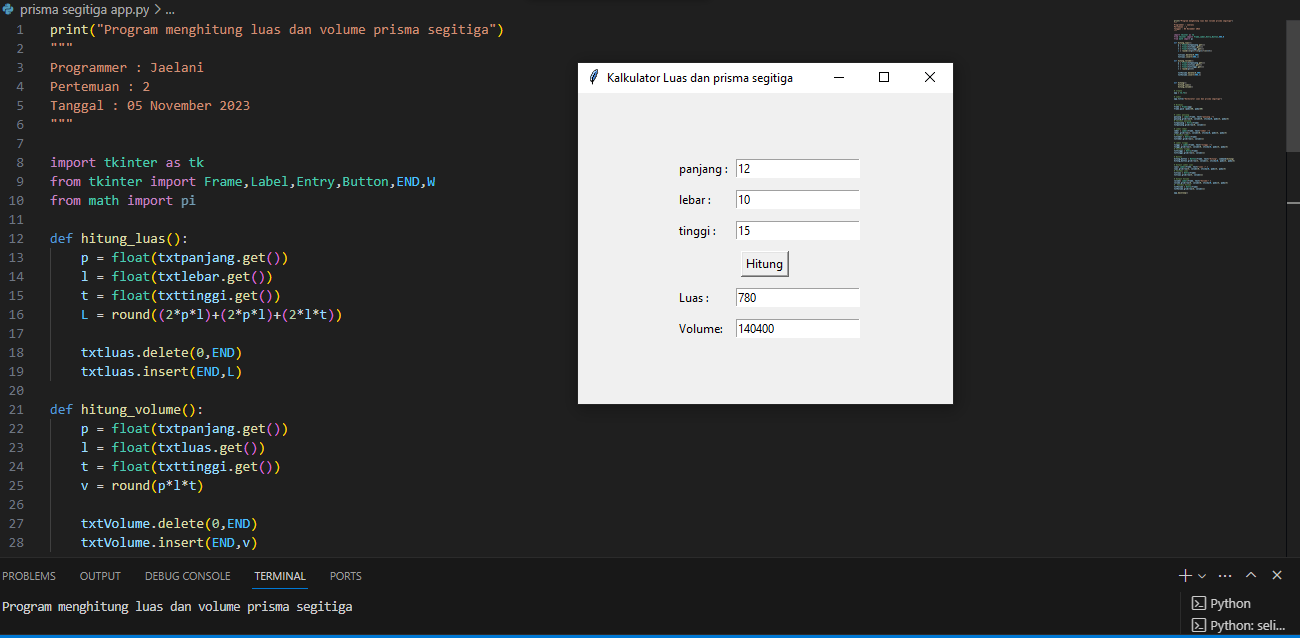 prisma segitiga app.py > ...
1 print("Program menghitung luas dan volume prisma segitiga")
2 """
3 Programmer : Jaelani
4 Pertemuan : 2
5 Tanggal : 05 November 2023
6 """
7
8 import tkinter as tk
9 from tkinter import Frame,Label,Entry,Button,END,W
10 from math import pi
11
12 def hitung_luas():
13 p = float(txtpanjang.get())
14 l = float(txtlebar.get())
15 t = float(txttinggi.get())
16 L = round((2*p*l)+(2*p*l)+(2*l*t))
17
18 txtluas.delete(0,END)
19 txtluas.insert(END,L)
20
21 def hitung_volume():
22 p = float(txtpanjang.get())
23 l = float(txtluas.get())
24 t = float(txttinggi.get())
25 v = round(p*l*t)
26
27 txtVolume.delete(0,END)
28 txtVolume.insert(END,v)
Kalkulator Luas dan prisma segitiga
panjang : 12
lebar : 10
tinggi : 15
Hitung
Luas : 780
Volume: 140400
PROBLEMS OUTPUT DEBUG CONSOLE TERMINAL PORTS
Program menghitung luas dan volume prisma segitiga
Python
Python: seli...